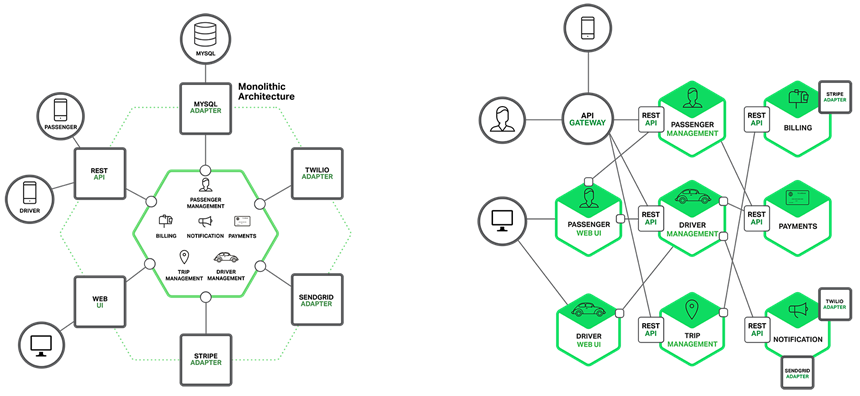 MYSQL
Monolithic
Architecture
MYSQL
ADAPTER
PASSENGER
REST
API
TWILIO
ADAPTER
DRIVER
PASSENGER
MANAGEMENT
BILLING
NOTIFICATION
PAYMENTS
TRIP
MANAGEMENT
DRIVER
MANAGEMENT
WEB
UI
SENDGRID
ADAPTER
STRIPE
ADAPTER
API
GATEWAY
REST
API
PASSENGER
MANAGEMENT
REST
API
BILLING
STRIPE
ADAPTER
PASSENGER
WEB UI
REST
API
DRIVER
MANAGEMENT
REST
API
PAYMENTS
DRIVER
WEB UI
REST
API
TRIP
MANAGEMENT
REST
API
NOTIFICATION
TWILIO
ADAPTER
SENDGRID
ADAPTER